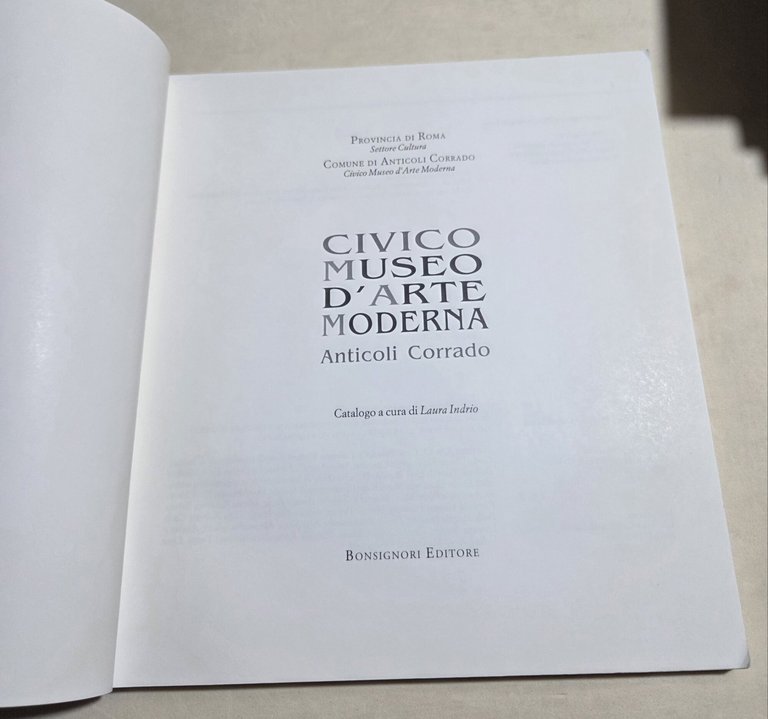 PROVINCIA DI ROMA
Settore Cultura
COMUNE DI ANTICOLI CORRADO
Civico Museo d'Arte Moderna
CIVICO
MUSEO
D'ARTE
MODERNA
Anticoli Corrado
Catalogo a cura di Laura Indrio
BONSIGNORI EDITORE